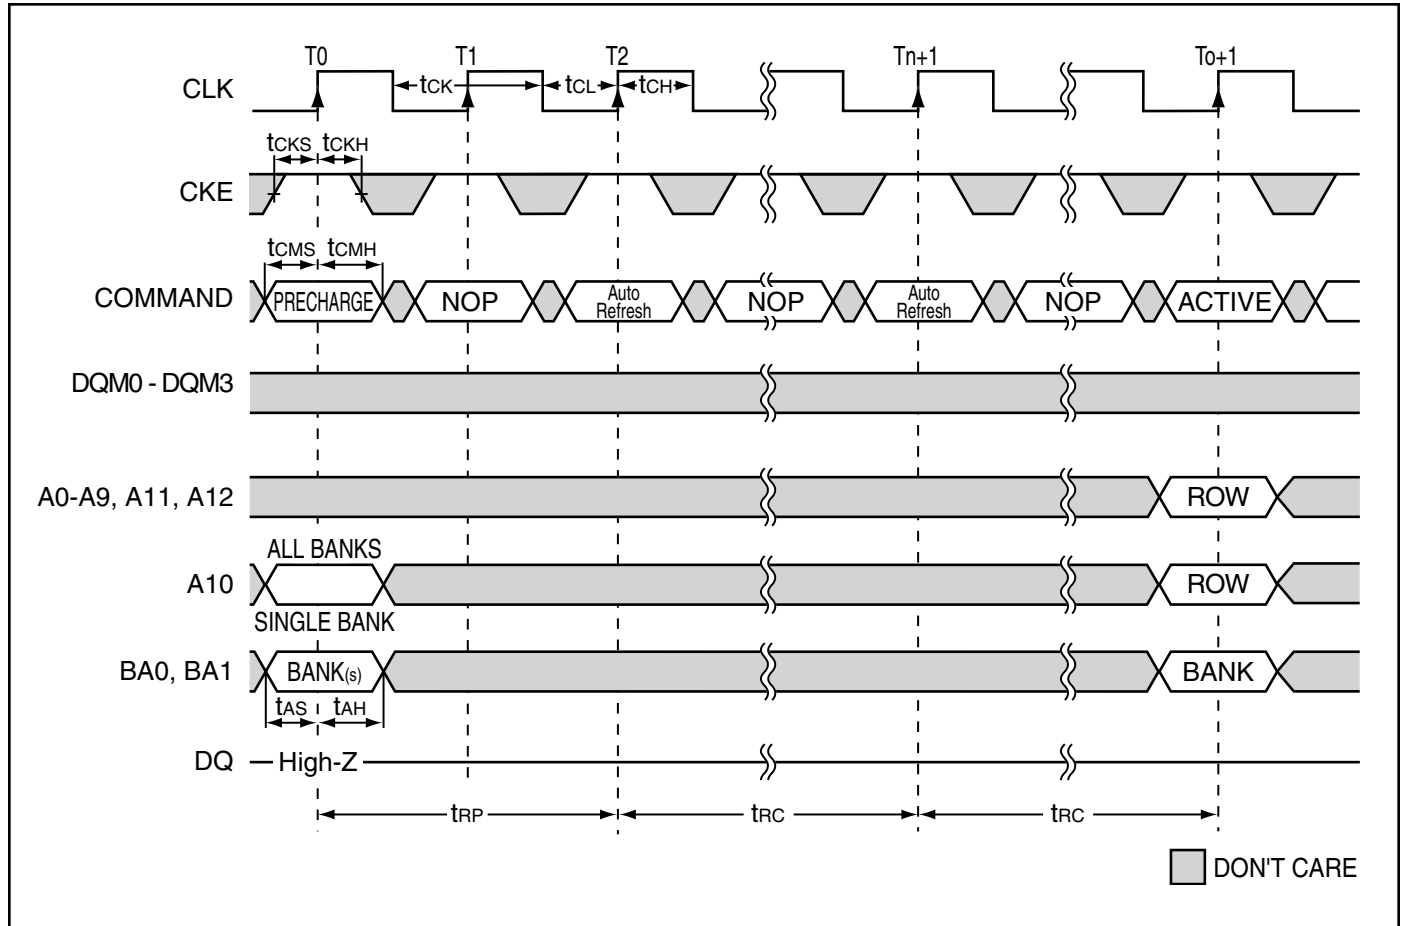 T0 T1 T2 Tn+1 To+1
CLK tCK tCL tCH
tCKS tCKH
CKE
tCMS tCMH
COMMAND PRECHARGE NOP Auto Refresh NOP Auto Refresh NOP ACTIVE
DQM0 - DQM3
A0-A9, A11, A12 ROW
ALL BANKS
A10 ROW
SINGLE BANK
BA0, BA1 BANK(s) BANK
tAS tAH
DQ High-Z
tRP tRC tRC
DON'T CARE